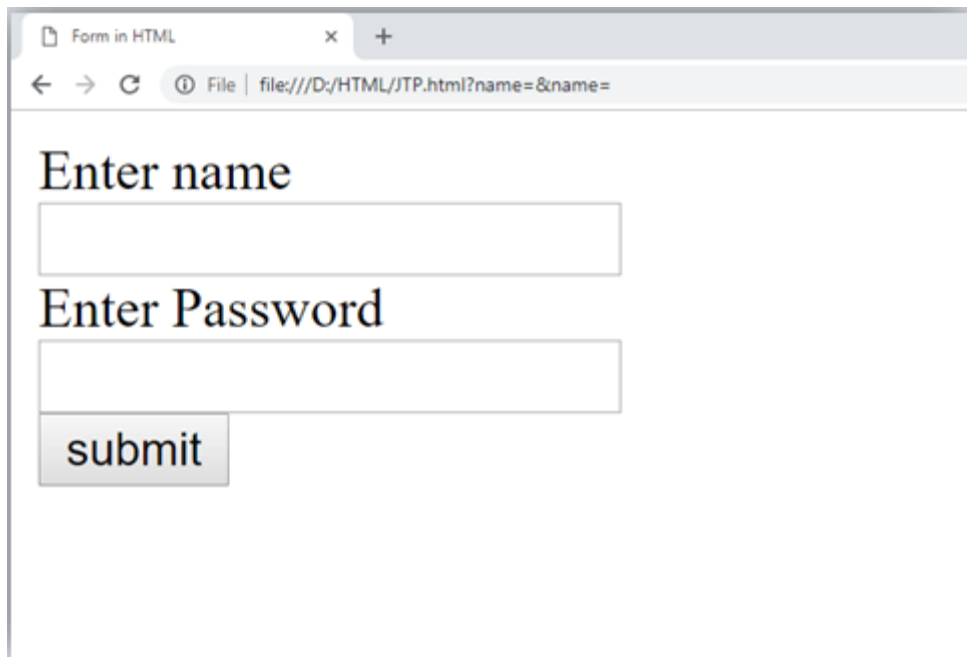 Form in HTML
File file:///D:/HTML/JTP.html?name=&name=
Enter name
Enter Password
submit